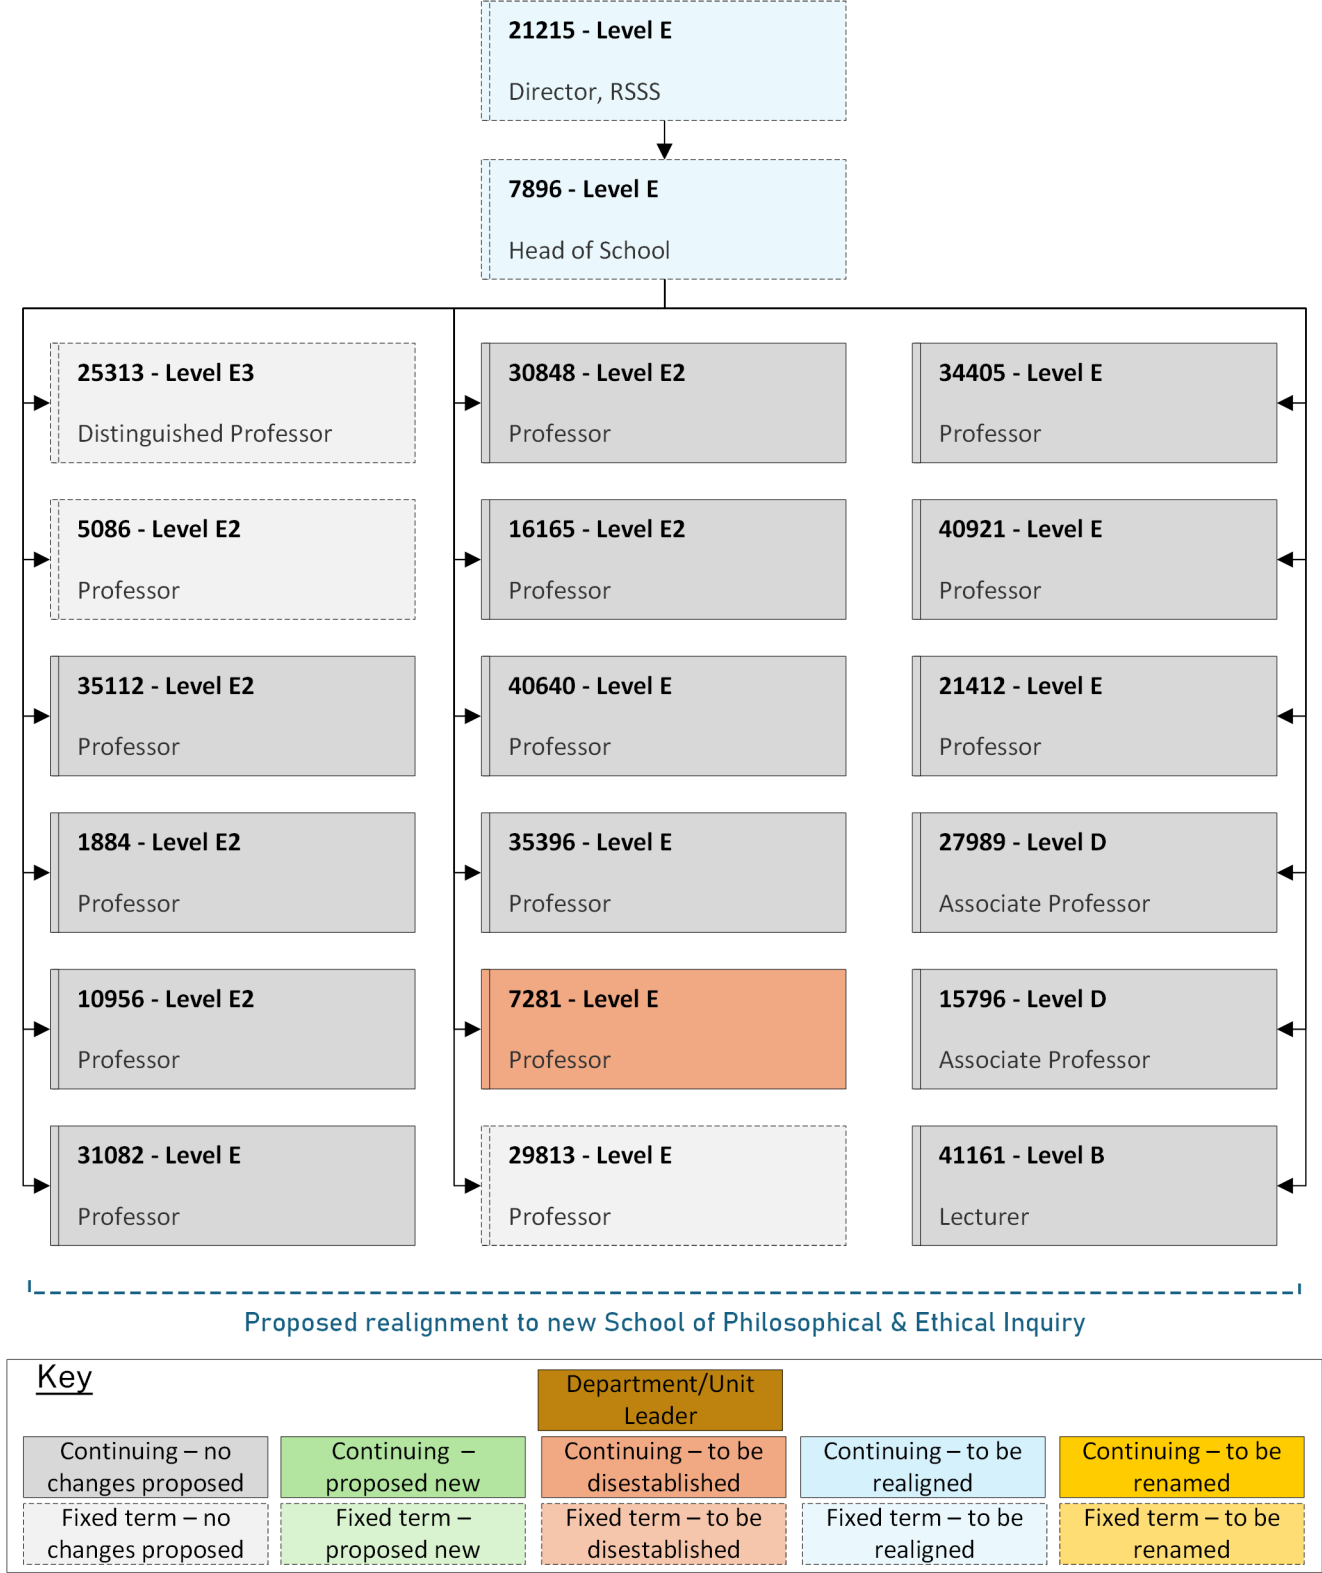 21215 - Level E
Director, RSSS
7896 - Level E
Head of School
25313 - Level E3
Distinguished Professor
5086 - Level E2
Professor
35112 - Level E2
Professor
1884 - Level E2
Professor
10956 - Level E2
Professor
31082 - Level E
Professor
30848 - Level E2
Professor
16165 - Level E2
Professor
40640 - Level E
Professor
35396 - Level E
Professor
7281 - Level E
Professor
29813 - Level E
Professor
34405 - Level E
Professor
40921 - Level E
Professor
21412 - Level E
Professor
27989 - Level D
Associate Professor
15796 - Level D
Associate Professor
41161 - Level B
Lecturer
Proposed realignment to new School of Philosophical & Ethical Inquiry
Key
Department/Unit
Leader
Continuing – no
changes proposed
Continuing –
proposed new
Continuing – to be
disestablished
Continuing – to be
realigned
Continuing – to be
renamed
Fixed term – no
changes proposed
Fixed term –
proposed new
Fixed term – to be
disestablished
Fixed term – to be
realigned
Fixed term – to be
renamed